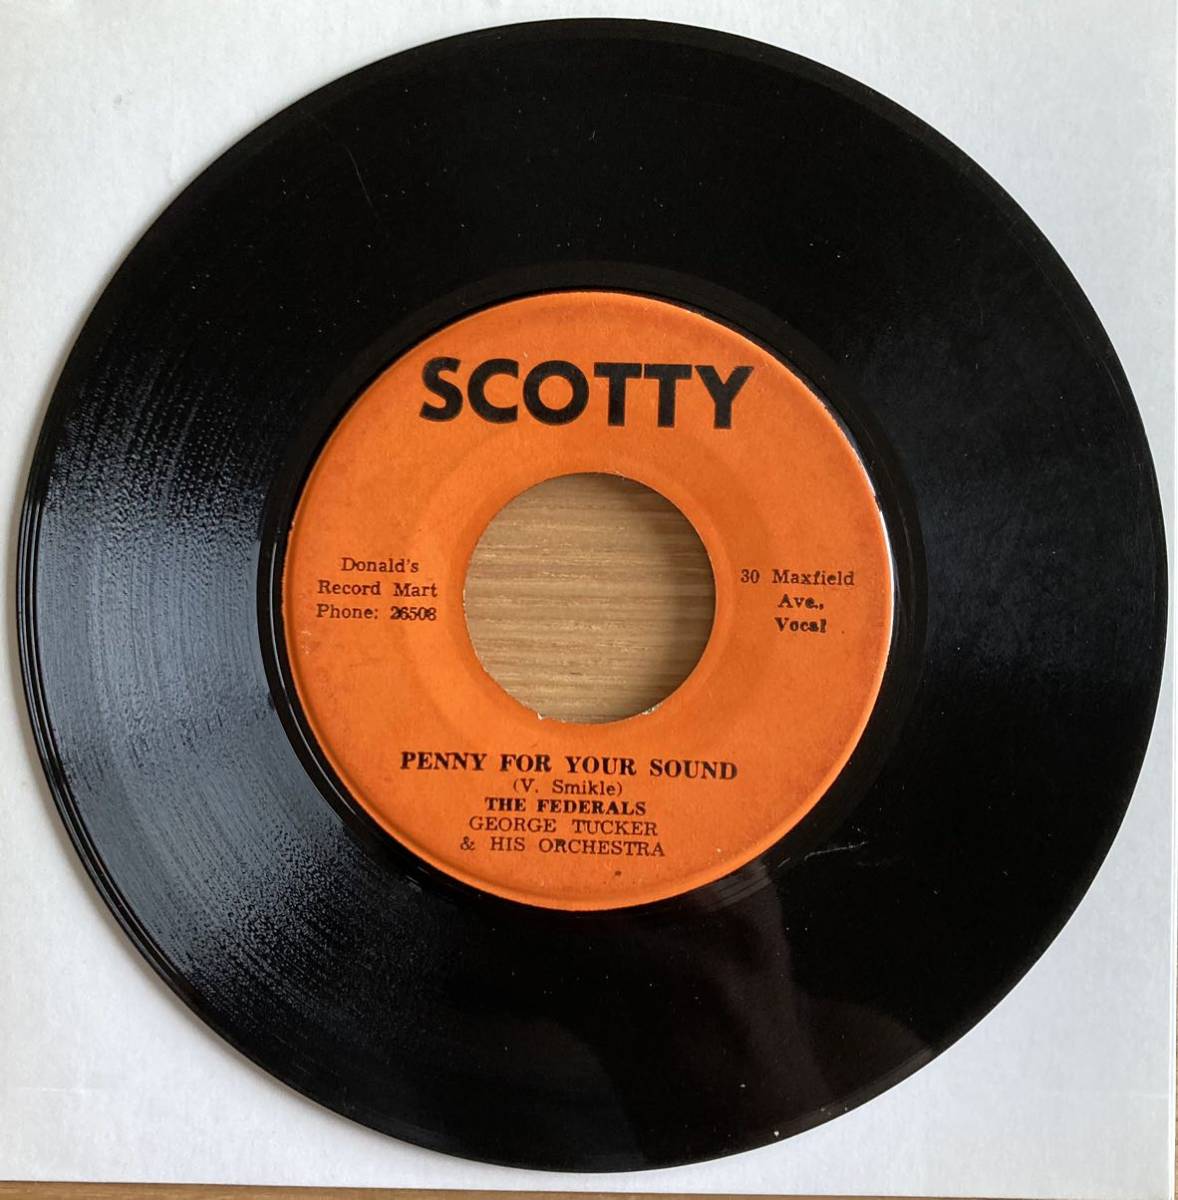 SCOTTY
Donald's
Record Mart
Phone: 26508
30 Maxfield
Ave.,
Vocal
PENNY FOR YOUR SOUND
(V. Smikle)
THE FEDERALS
GEORGE TUCKER
& HIS ORCHESTRA